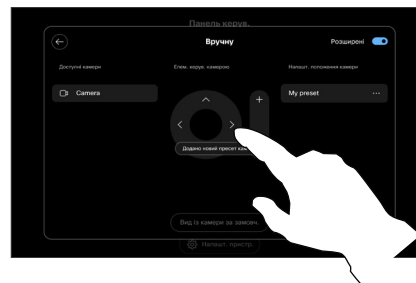 Панель керув.
Вручну
Розширені
Доступні камери
Елем. керув. камерою
Налашт. положення камери
Camera
My preset
Додано новий пресет
Вид із камери за замовч.
Налашт. пристр.